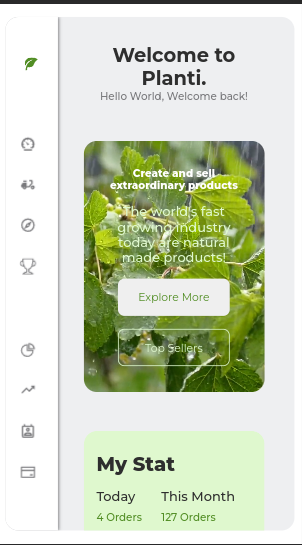 Welcome to
Planti.
Hello World, Welcome back!
Create and sell
extraordinary products
The world's fast
growing industry
today are natural
made products!
Explore More
Top Sellers
My Stat
Today
This Month
4 Orders
127 Orders